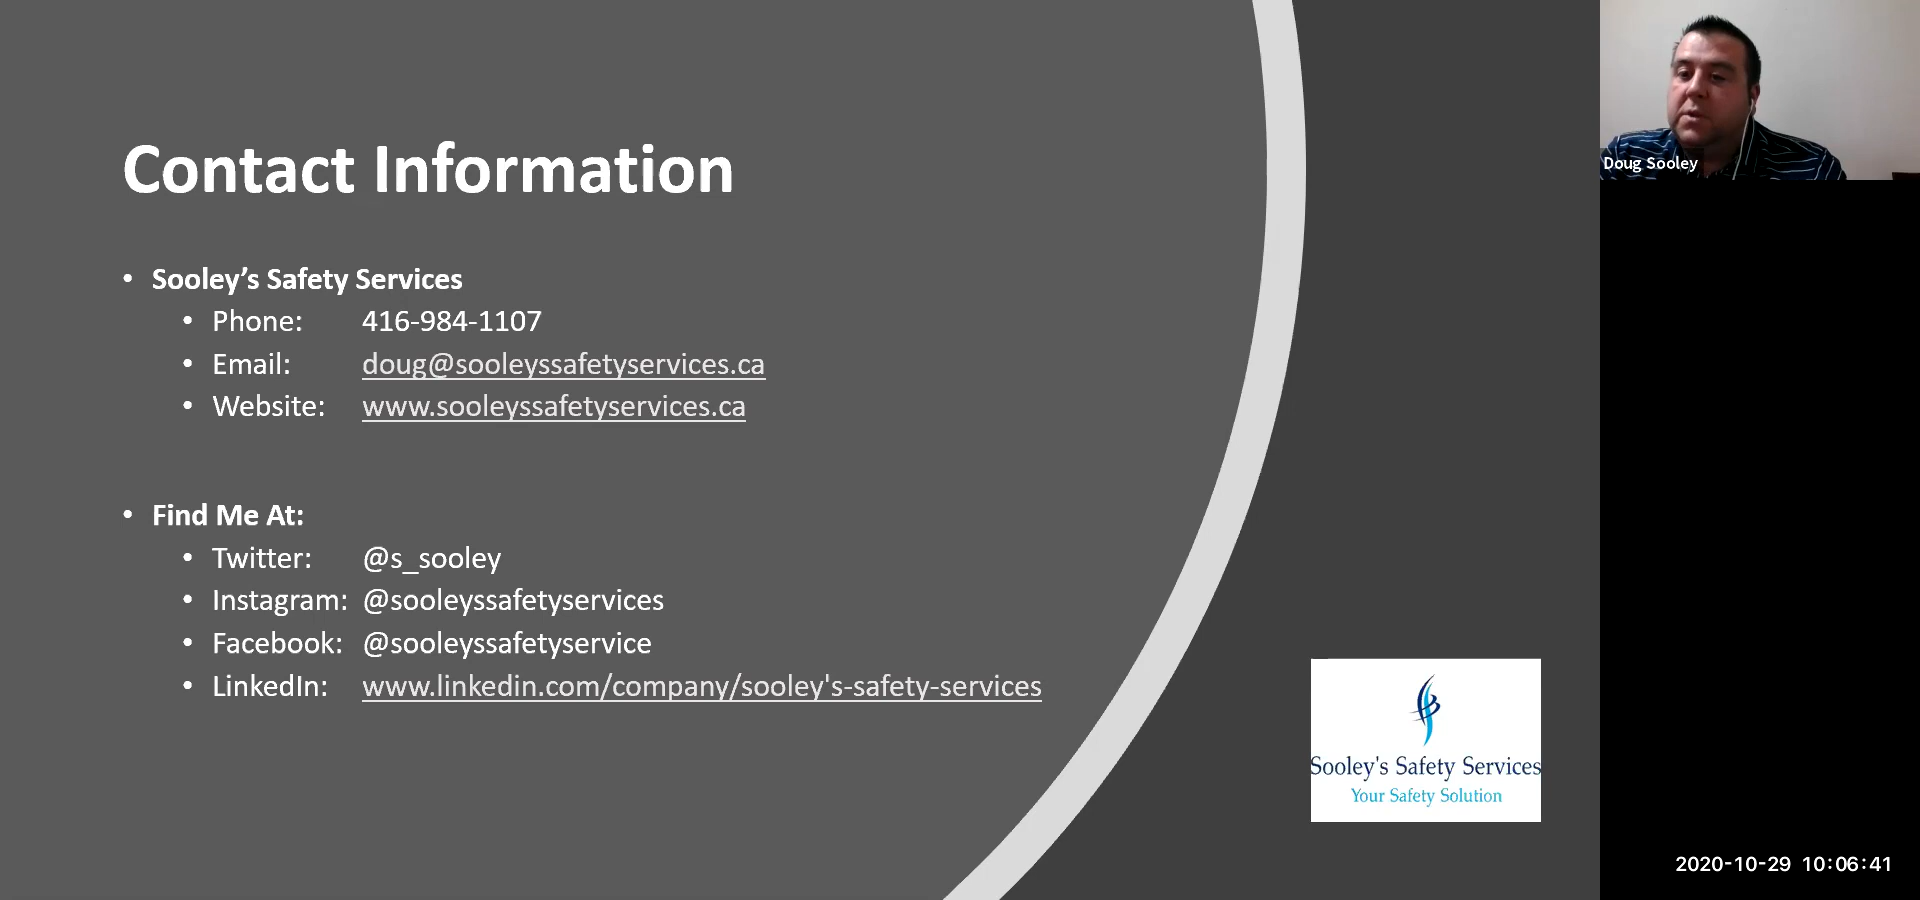 Contact Information
• Sooley’s Safety Services
• Phone: 416-984-1107
• Email: doug@sooleyssafetyservices.ca
• Website: www.sooleyssafetyservices.ca
• Find Me At:
• Twitter: @s_sooley
• Instagram: @sooleyssafetyservices
• Facebook: @sooleyssafetyservice
• LinkedIn: www.linkedin.com/company/sooley's-safety-services
Sooley's Safety Services
Your Safety Solution
Doug Sooley
2020-10-29 10:06:41